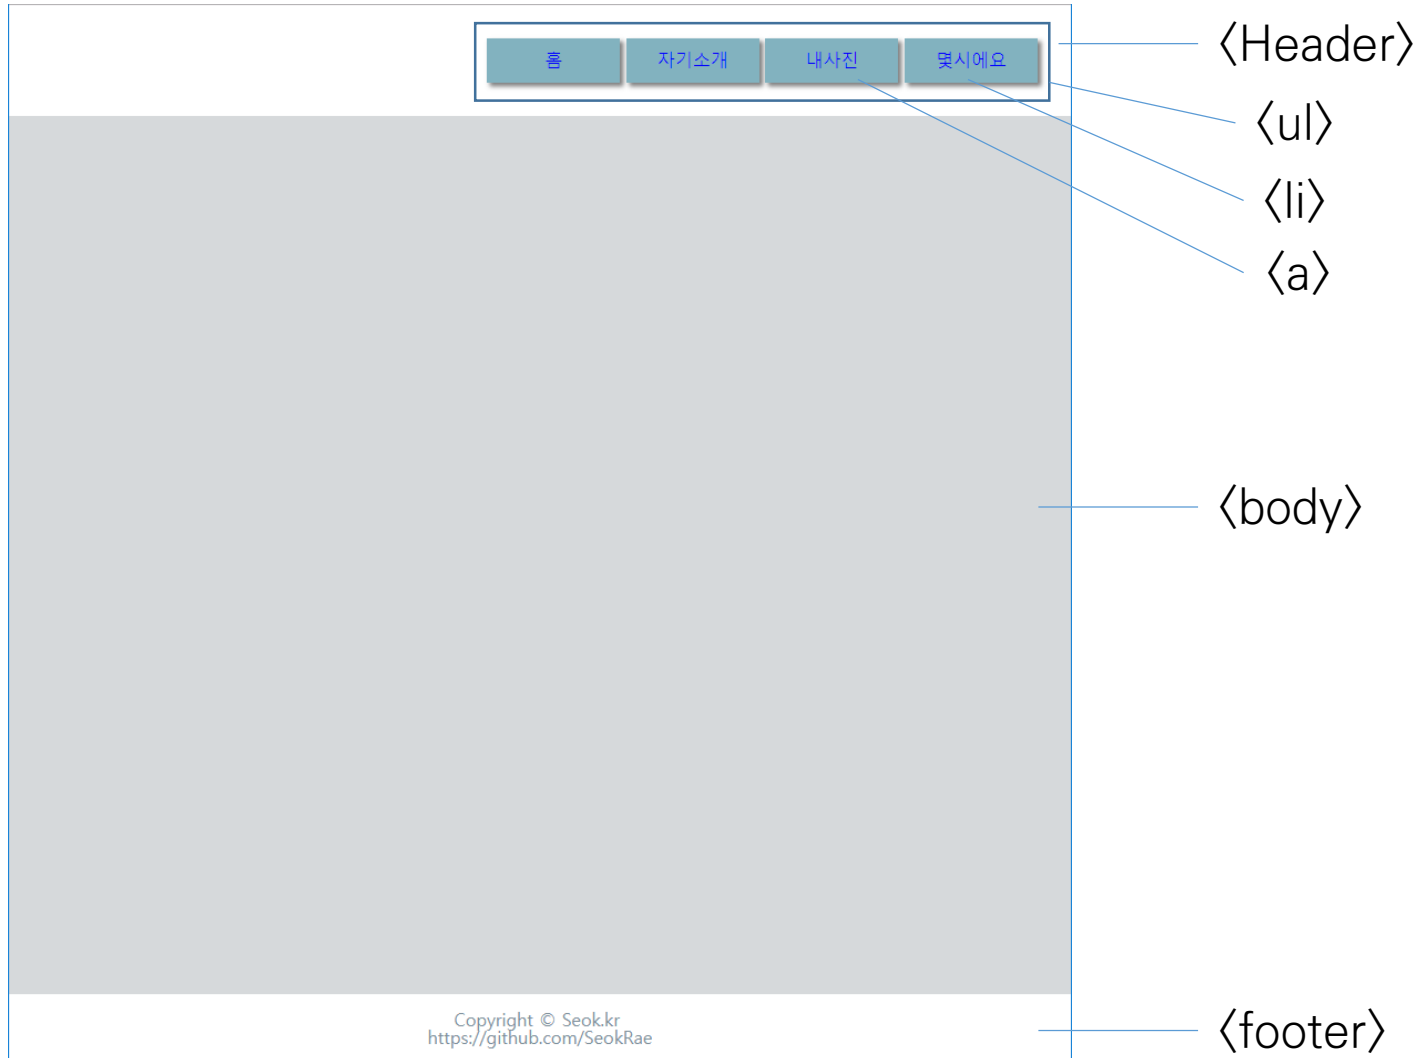 홈 자기소개 내사진 몇시에요
〈Header〉
〈ul〉
〈li〉
〈a〉
〈body〉
Copyright © Seok.kr
https://github.com/SeokRae
〈footer〉